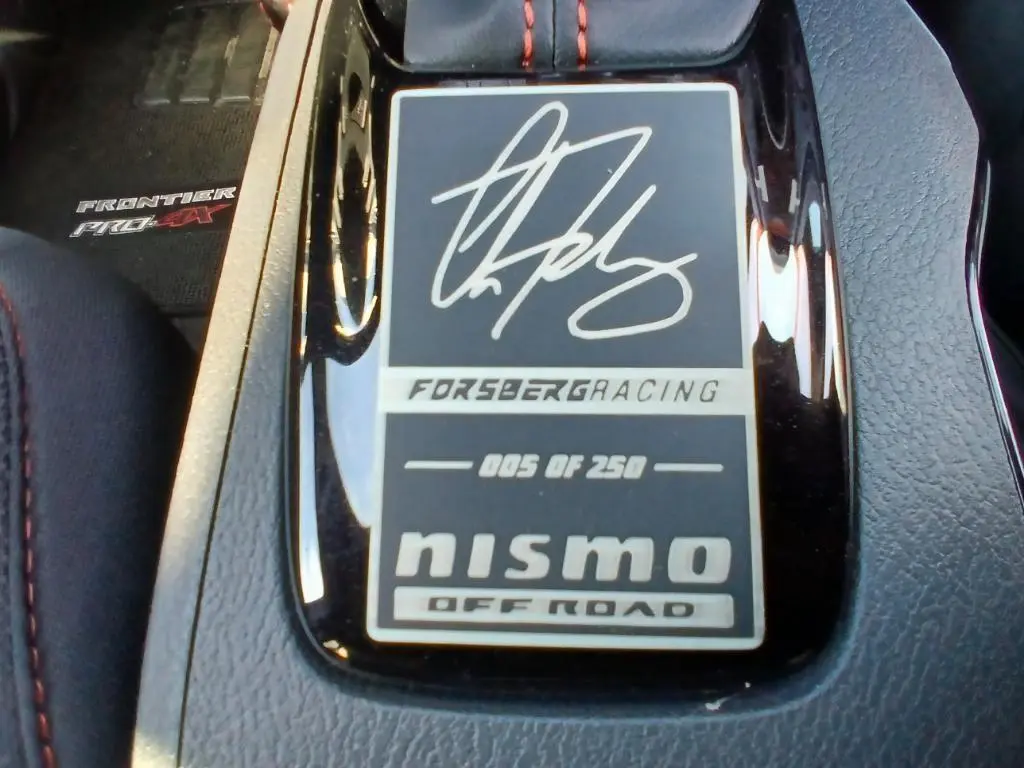 FRONTIER
PRO-4X
FORSBERGRACING
005 OF 250
nismo
OFF ROAD